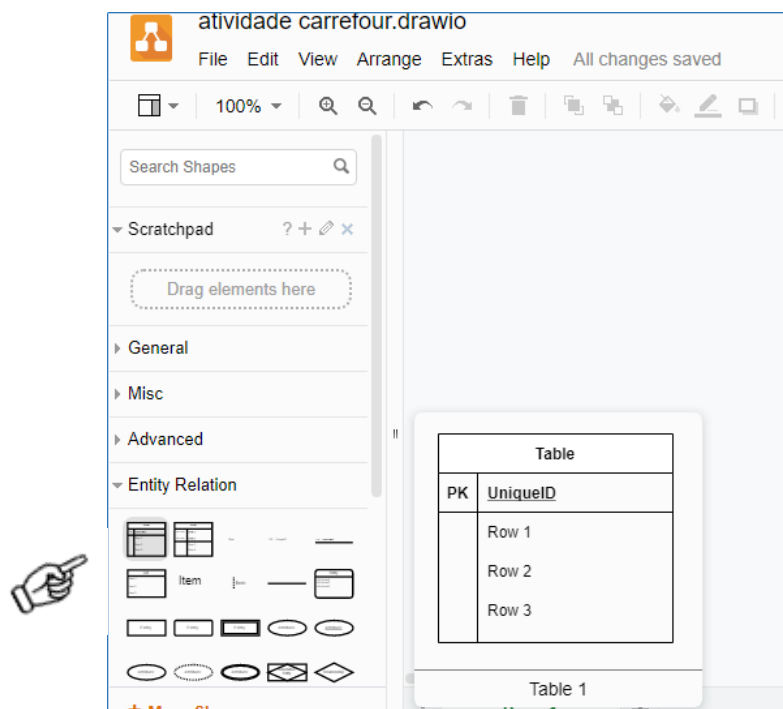 atividade carrefour.drawio
File Edit View Arrange Extras Help All changes saved
100%
Search Shapes
Scratchpad ? + ×
Drag elements here
General
Misc
Advanced
Entity Relation
Item
Table
PK UniqueID
Row 1
Row 2
Row 3
Table 1